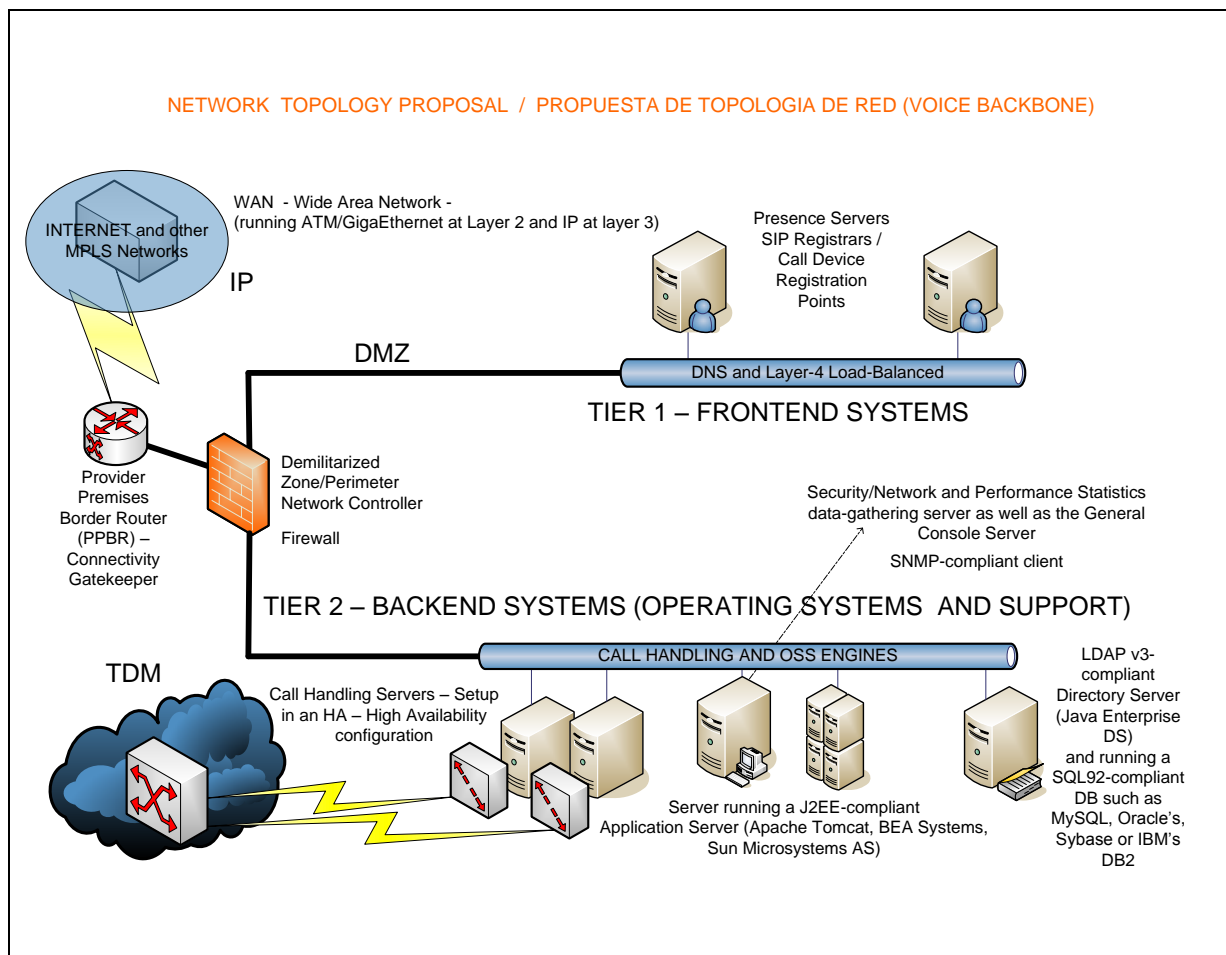 NETWORK TOPOLOGY PROPOSAL / PROPUESTA DE TOPOLOGIA DE RED (VOICE BACKBONE)
INTERNET and other
MPLS Networks
IP
WAN - Wide Area Network -
(running ATM/GigaEthernet at Layer 2 and IP at layer 3)
Presence Servers
SIP Registrars /
Call Device
Registration
Points
DMZ
DNS and Layer-4 Load-Balanced
TIER 1 – FRONTEND SYSTEMS
Provider
Premises
Border Router
(PPBR) –
Connectivity
Gatekeeper
Demilitarized
Zone/Perimeter
Network Controller
Firewall
Security/Network and Performance Statistics
data-gathering server as well as the General
Console Server
SNMP-compliant client
TIER 2 – BACKEND SYSTEMS (OPERATING SYSTEMS AND SUPPORT)
CALL HANDLING AND OSS ENGINES
TDM
Call Handling Servers – Setup
in an HA – High Availability
configuration
Server running a J2EE-compliant
Application Server (Apache Tomcat, BEA Systems,
Sun Microsystems AS)
LDAP v3-
compliant
Directory Server
(Java Enterprise
DS)
and running a
SQL92-compliant
DB such as
MySQL, Oracle's,
Sybase or IBM's
DB2